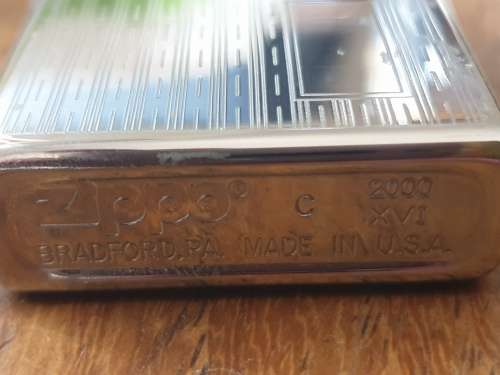 Zippo® C 2000
XVI
BRADFORD, PA. MADE IN U.S.A.